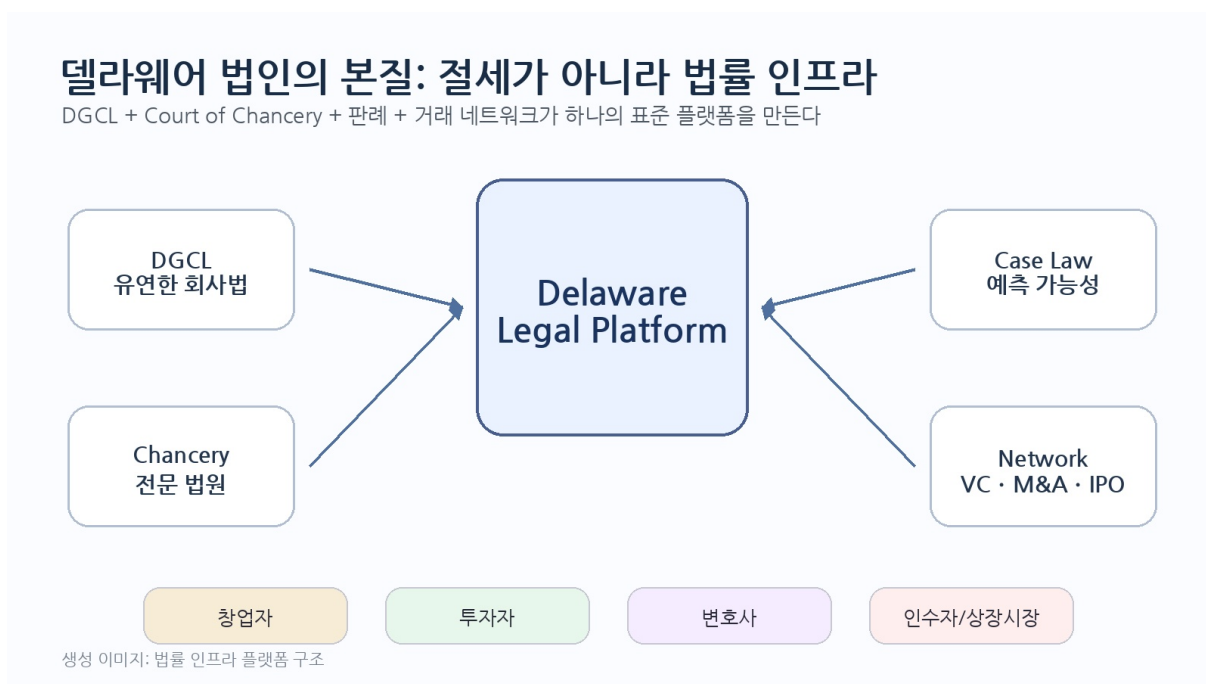 델라웨어 법인의 본질: 절세가 아니라 법률 인프라
DGCL + Court of Chancery + 판례 + 거래 네트워크가 하나의 표준 플랫폼을 만든다
DGCL
유연한 회사법
Chancery
전문 법원
Delaware
Legal Platform
Case Law
예측 가능성
Network
VC · M&A · IPO
창업자
투자자
변호사
인수자/상장시장
생성 이미지: 법률 인프라 플랫폼 구조